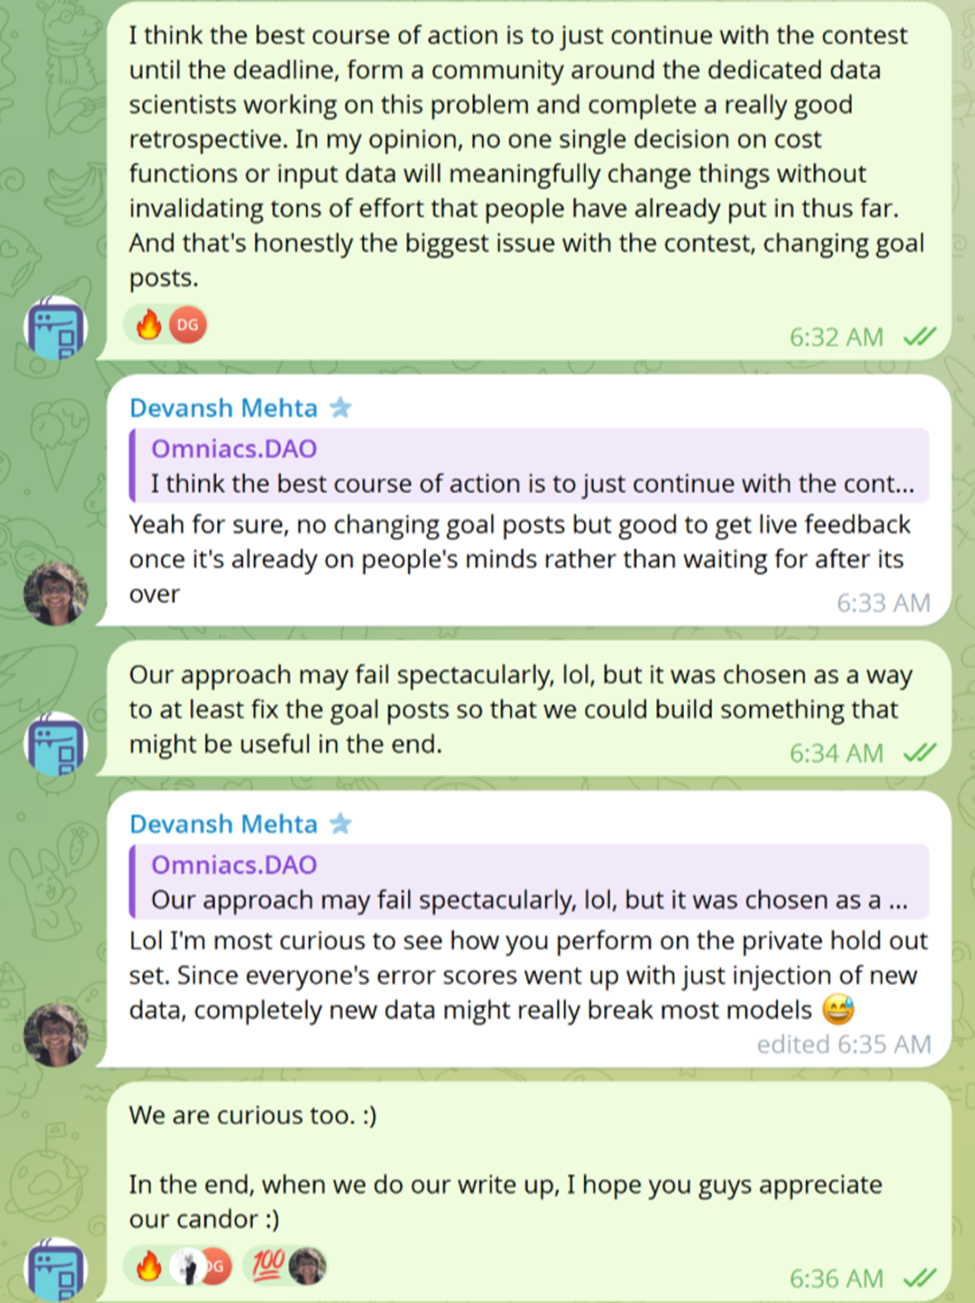 I think the best course of action is to just continue with the contest
until the deadline, form a community around the dedicated data
scientists working on this problem and complete a really good
retrospective. In my opinion, no one single decision on cost
functions or input data will meaningfully change things without
invalidating tons of effort that people have already put in thus far.
And that's honestly the biggest issue with the contest, changing goal
posts.
DG
6:32 AM
Devansh Mehta
Omniacs.DAO
I think the best course of action is to just continue with the cont...
Yeah for sure, no changing goal posts but good to get live feedback
once it's already on people's minds rather than waiting for after its
over
6:33 AM
Our approach may fail spectacularly, lol, but it was chosen as a way
to at least fix the goal posts so that we could build something that
might be useful in the end.
6:34 AM
Devansh Mehta
Omniacs.DAO
Our approach may fail spectacularly, lol, but it was chosen as a ...
Lol I'm most curious to see how you perform on the private hold out
set. Since everyone's error scores went up with just injection of new
data, completely new data might really break most models 😅
edited 6:35 AM
We are curious too. :)
In the end, when we do our write up, I hope you guys appreciate
our candor :)
🔥 DG 💯
6:36 AM